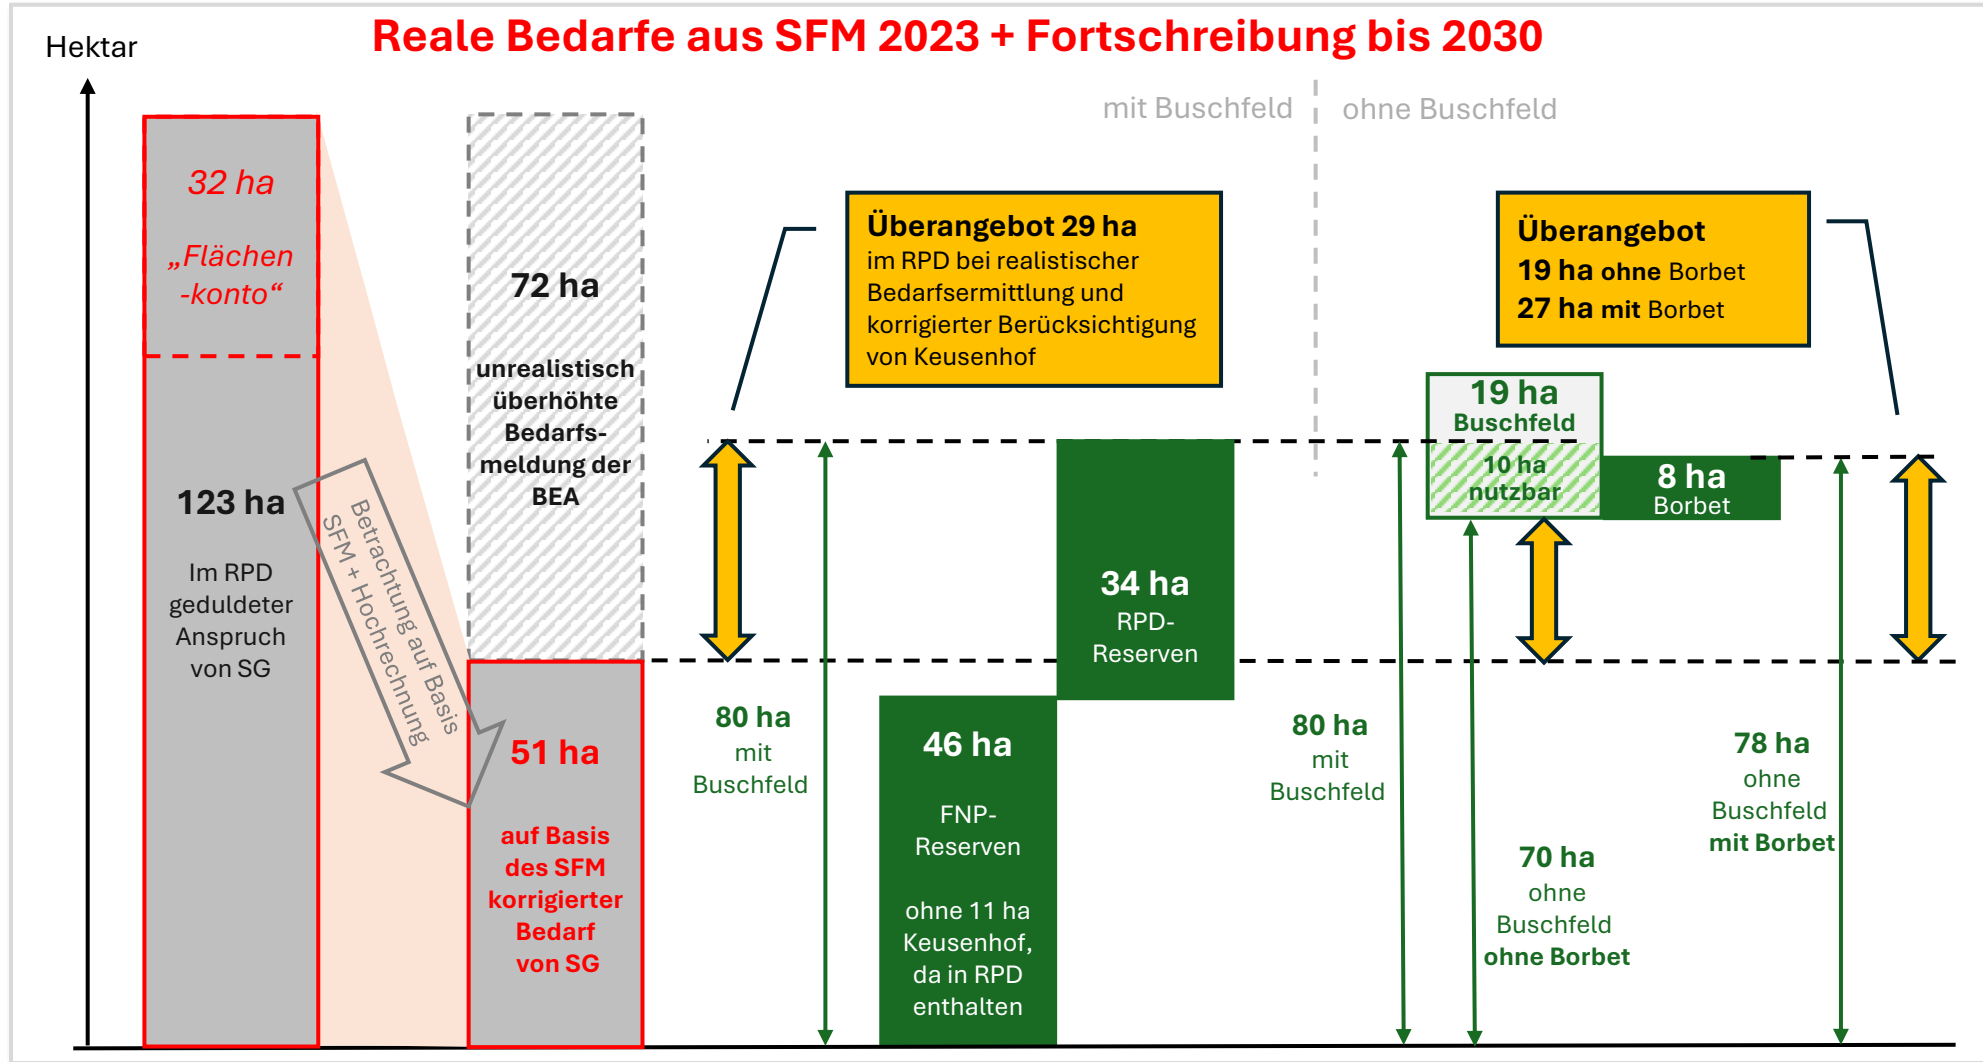 Reale Bedarfe aus SFM 2023 + Fortschreibung bis 2030
Hektar
mit Buschfeld
ohne Buschfeld
32 ha
„Flächen
-konto“
123 ha
Im RPD
geduldeter
Anspruch
von SG
Betrachtung auf Basis
SFM + Hochrechnung
72 ha
unrealistisch
überhöhte
Bedarfs-
meldung der
BEA
51 ha
auf Basis
des SFM
korrigierter
Bedarf
von SG
Überangebot 29 ha
im RPD bei realistischer
Bedarfsermittlung und
korrigierter Berücksichtigung
von Keusenhof
80 ha
mit
Buschfeld
46 ha
FNP-
Reserven
ohne 11 ha
Keusenhof,
da in RPD
enthalten
34 ha
RPD-
Reserven
80 ha
mit
Buschfeld
Überangebot
19 ha ohne Borbet
27 ha mit Borbet
19 ha
Buschfeld
10 ha
nutzbar
8 ha
Borbet
70 ha
ohne
Buschfeld
ohne Borbet
78 ha
ohne
Buschfeld
mit Borbet